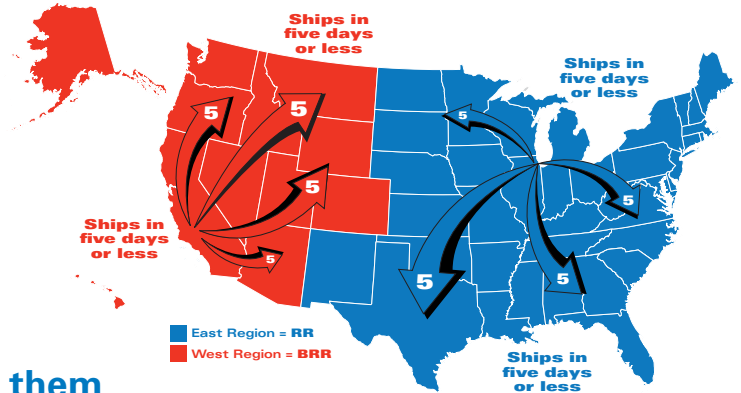 Ships in
five days
or less
Ships in
five days
or less
5
5
5
5
5
Ships in
five days
or less
5
5
5
East Region = RR
West Region = BRR
Ships in
five days
or less
them